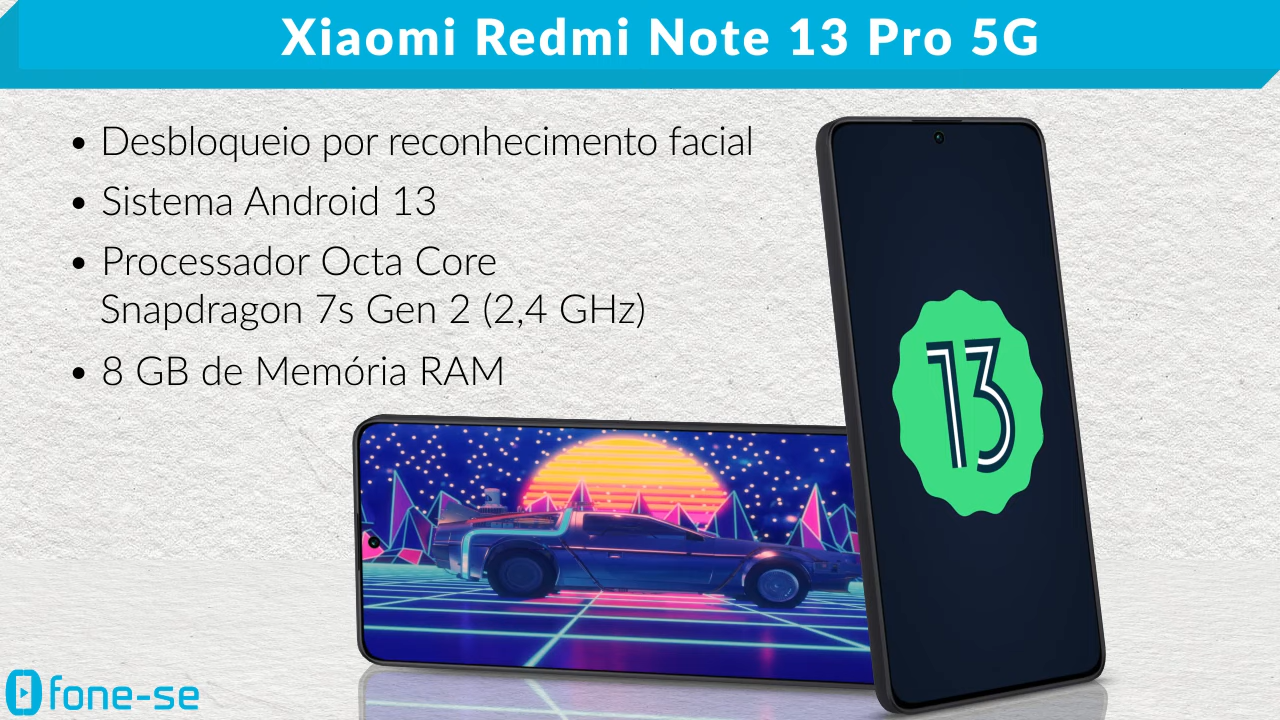 Xiaomi Redmi Note 13 Pro 5G
• Desbloqueio por reconhecimento facial
• Sistema Android 13
• Processador Octa Core
Snapdragon 7s Gen 2 (2,4 GHz)
• 8 GB de Memória RAM
13
fone-se